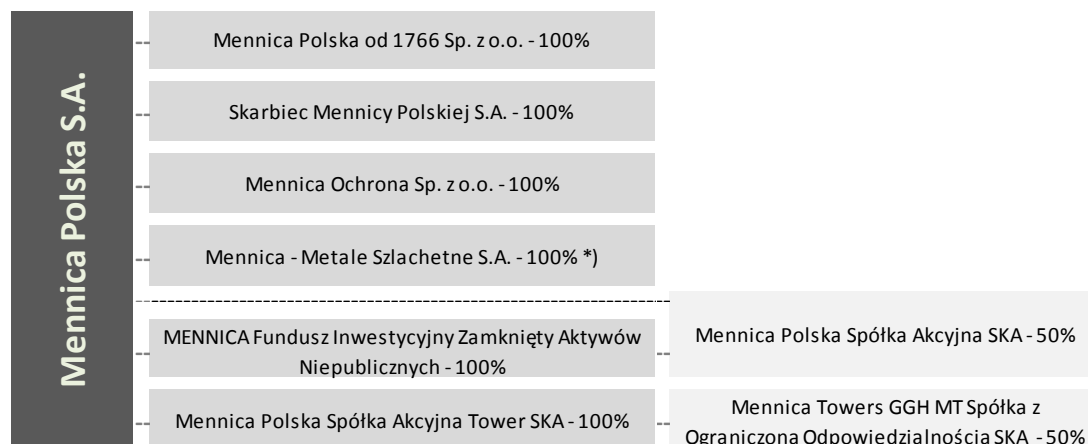 Mennica Polska S.A.
Mennica Polska od 1766 Sp. z o.o. - 100%
Skarbiec Mennicy Polskiej S.A. - 100%
Mennica Ochrona Sp. z o.o. - 100%
Mennica - Metale Szlachetne S.A. - 100% *)
MENNICA Fundusz Inwestycyjny Zamknięty Aktywów
Niepublicznych - 100%
Mennica Polska Spółka Akcyjna SKA - 50%
Mennica Polska Spółka Akcyjna Tower SKA - 100%
Mennica Towers GGH MT Spółka z
Ograniczona Odpowiedzialnością SKA - 50%